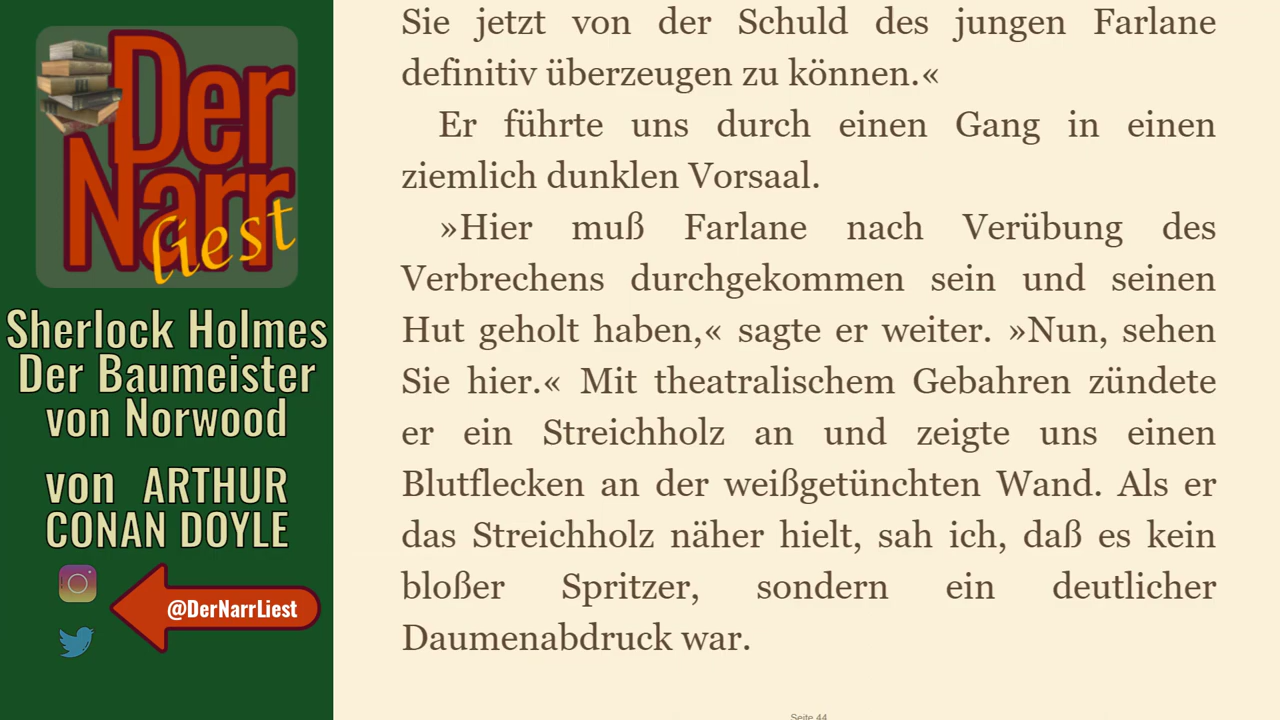 Der
Narr
liest
Sherlock Holmes
Der Baumeister
von Norwood
von ARTHUR
CONAN DOYLE
@DerNarrLiest
Sie jetzt von der Schuld des jungen Farlane
definitiv überzeugen zu können.«
Er führte uns durch einen Gang in einen
ziemlich dunklen Vorsaal.
»Hier muß Farlane nach Verübung des
Verbrechens durchgekommen sein und seinen
Hut geholt haben,« sagte er weiter. »Nun, sehen
Sie hier.« Mit theatralischem Gebahren zündete
er ein Streichholz an und zeigte uns einen
Blutflecken an der weißgetünchten Wand. Als er
das Streichholz näher hielt, sah ich, daß es kein
bloßer Spritzer, sondern ein deutlicher
Daumenabdruck war.
Seite 44